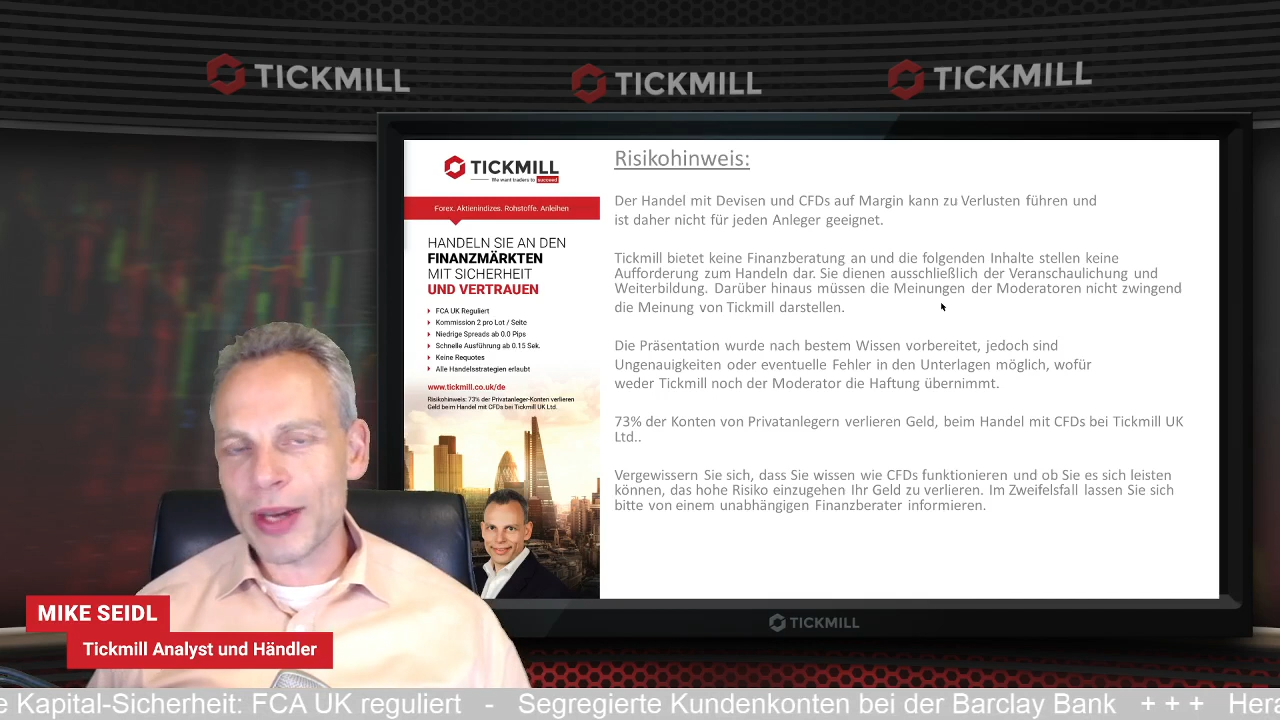 TICKMILL
TICKMILL
TICKMILL
TICKMILL
We want traders to succeed
Forex. Aktienindizes. Rohstoffe. Anleihen
HANDELN SIE AN DEN
FINANZMÄRKTEN
MIT SICHERHEIT
UND VERTRAUEN
FCA UK Reguliert
Kommission 2 pro Lot / Seite
Niedrige Spreads ab 0.0 Pips
Schnelle Ausführung ab 0.15 Sek.
Keine Requotes
Alle Handelsstrategien erlaubt
www.tickmill.co.uk/de
Risikohinweis: 73% der Privatanleger-Konten verlieren
Geld beim Handel mit CFDs bei Tickmill UK Ltd.
Risikohinweis:
Der Handel mit Devisen und CFDs auf Margin kann zu Verlusten führen und
ist daher nicht für jeden Anleger geeignet.
Tickmill bietet keine Finanzberatung an und die folgenden Inhalte stellen keine
Aufforderung zum Handeln dar. Sie dienen ausschließlich der Veranschaulichung und
Weiterbildung. Darüber hinaus müssen die Meinungen der Moderatoren nicht zwingend
die Meinung von Tickmill darstellen.
Die Präsentation wurde nach bestem Wissen vorbereitet, jedoch sind
Ungenauigkeiten oder eventuelle Fehler in den Unterlagen möglich, wofür
weder Tickmill noch der Moderator die Haftung übernimmt.
73% der Konten von Privatanlegern verlieren Geld, beim Handel mit CFDs bei Tickmill UK
Ltd..
Vergewissern Sie sich, dass Sie wissen wie CFDs funktionieren und ob Sie es sich leisten
können, das hohe Risiko einzugehen Ihr Geld zu verlieren. Im Zweifelsfall lassen Sie sich
bitte von einem unabhängigen Finanzberater informieren.
TICKMILL
MIKE SEIDL
Tickmill Analyst und Händler
e Kapital-Sicherheit: FCA UK reguliert - Segregierte Kundenkonten bei der Barclay Bank + + + Hera